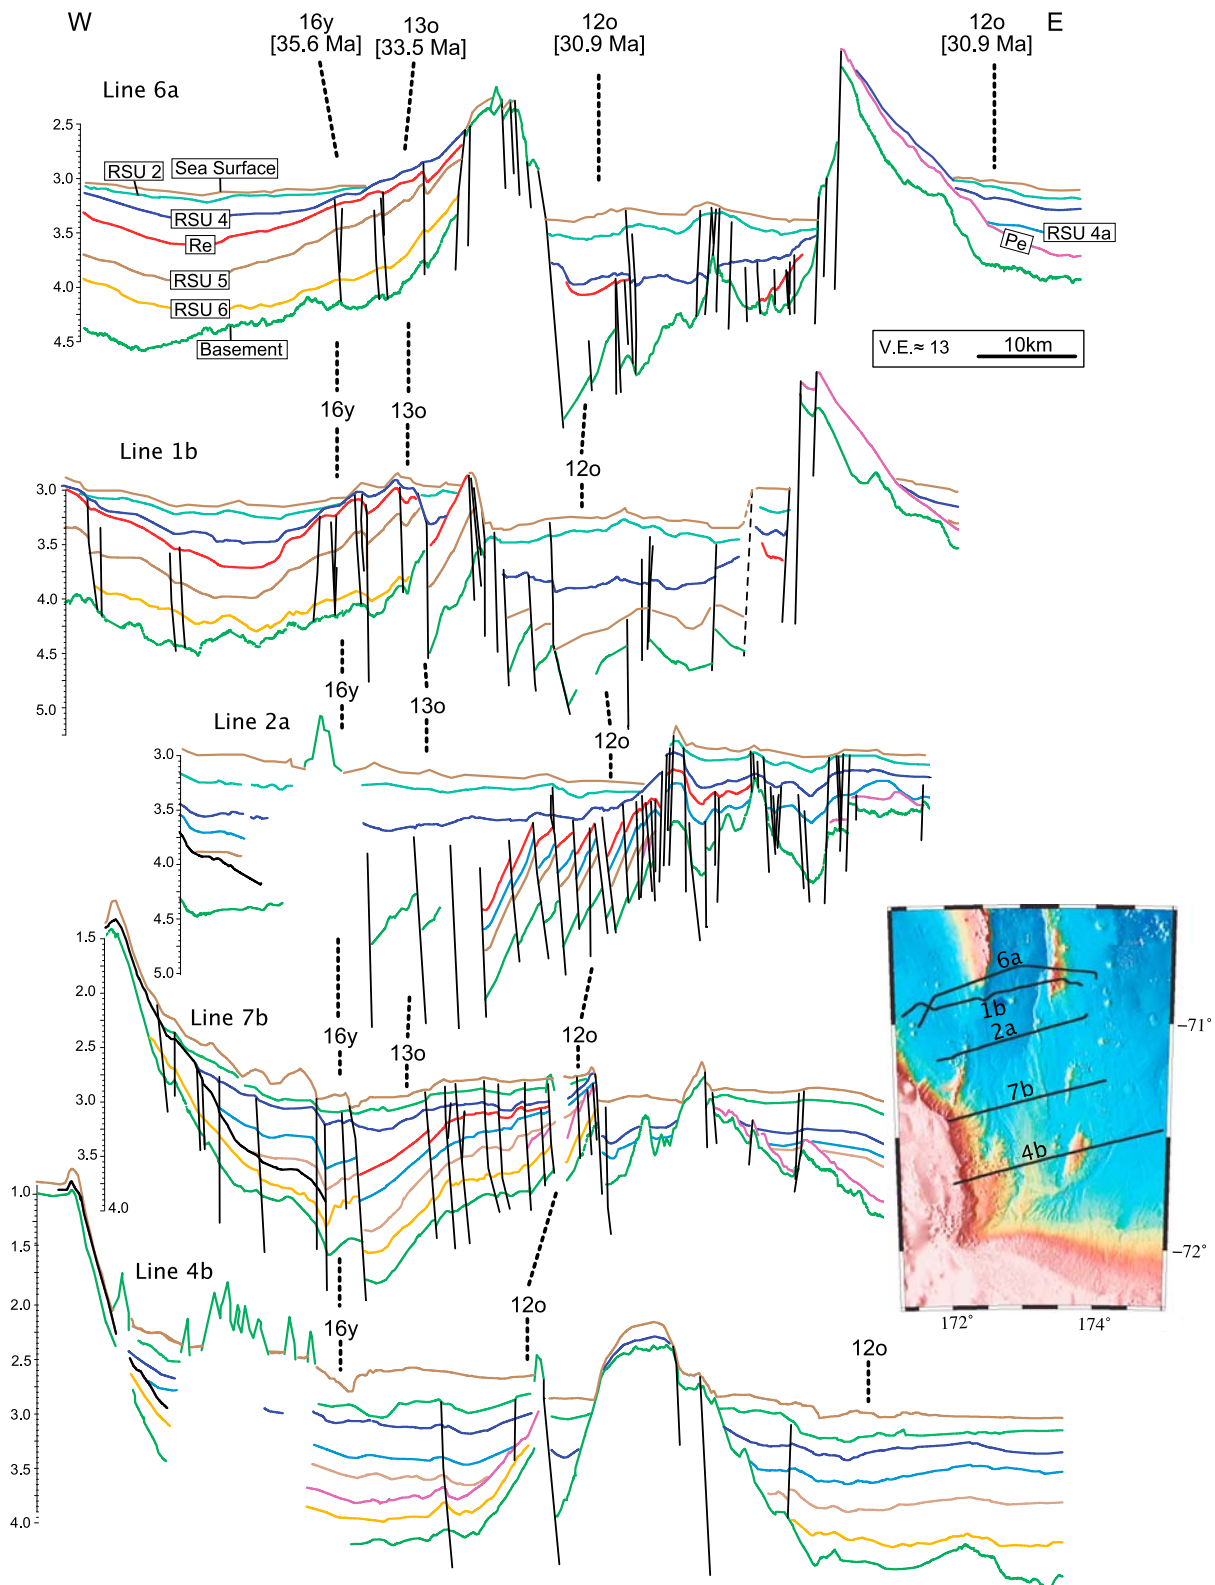 W
16y
[35.6 Ma]
13o
[33.5 Ma]
12o
[30.9 Ma]
12o
[30.9 Ma]
E
Line 6a
2.5
3.0
3.5
4.0
4.5
RSU 2
Sea Surface
RSU 4
Re
RSU 5
RSU 6
Basement
RSU 4a
Pe
V.E.≈ 13
10km
16y
13o
12o
Line 1b
3.0
3.5
4.0
4.5
5.0
16y
13o
12o
Line 2a
3.0
3.5
4.0
4.5
5.0
16y
13o
12o
Line 7b
1.5
2.0
2.5
3.0
3.5
4.0
16y
12o
12o
Line 4b
1.0
1.5
2.0
2.5
3.0
3.5
4.0
6a
1b
2a
7b
4b
−71°
−72°
172°
174°